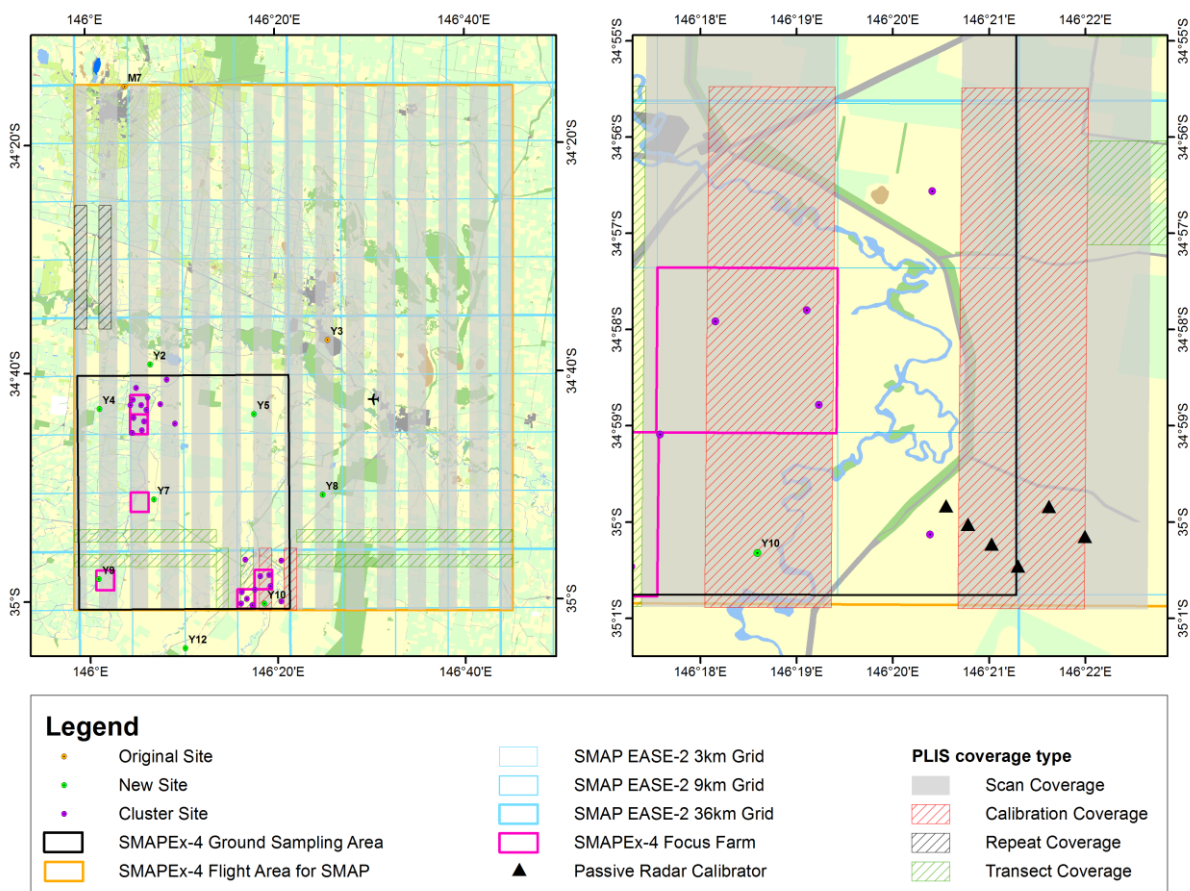 146°E
146°20'E
146°40'E
146°18'E
146°19'E
146°20'E
146°21'E
146°22'E
34°20'S
34°40'S
35°S
34°20'S
34°40'S
35°S
M7
Y3
Y2
Y4
Y5
Y7
Y8
Y9
Y10
Y12
146°E
146°20'E
146°40'E
34°55'S
34°56'S
34°57'S
34°58'S
34°59'S
35°S
35°1'S
34°55'S
34°56'S
34°57'S
34°58'S
34°59'S
35°S
35°1'S
Y10
146°18'E
146°19'E
146°20'E
146°21'E
146°22'E
Legend
Original Site
New Site
Cluster Site
SMAPEx-4 Ground Sampling Area
SMAPEx-4 Flight Area for SMAP
SMAP EASE-2 3km Grid
SMAP EASE-2 9km Grid
SMAP EASE-2 36km Grid
SMAPEx-4 Focus Farm
Passive Radar Calibrator
PLIS coverage type
Scan Coverage
Calibration Coverage
Repeat Coverage
Transect Coverage